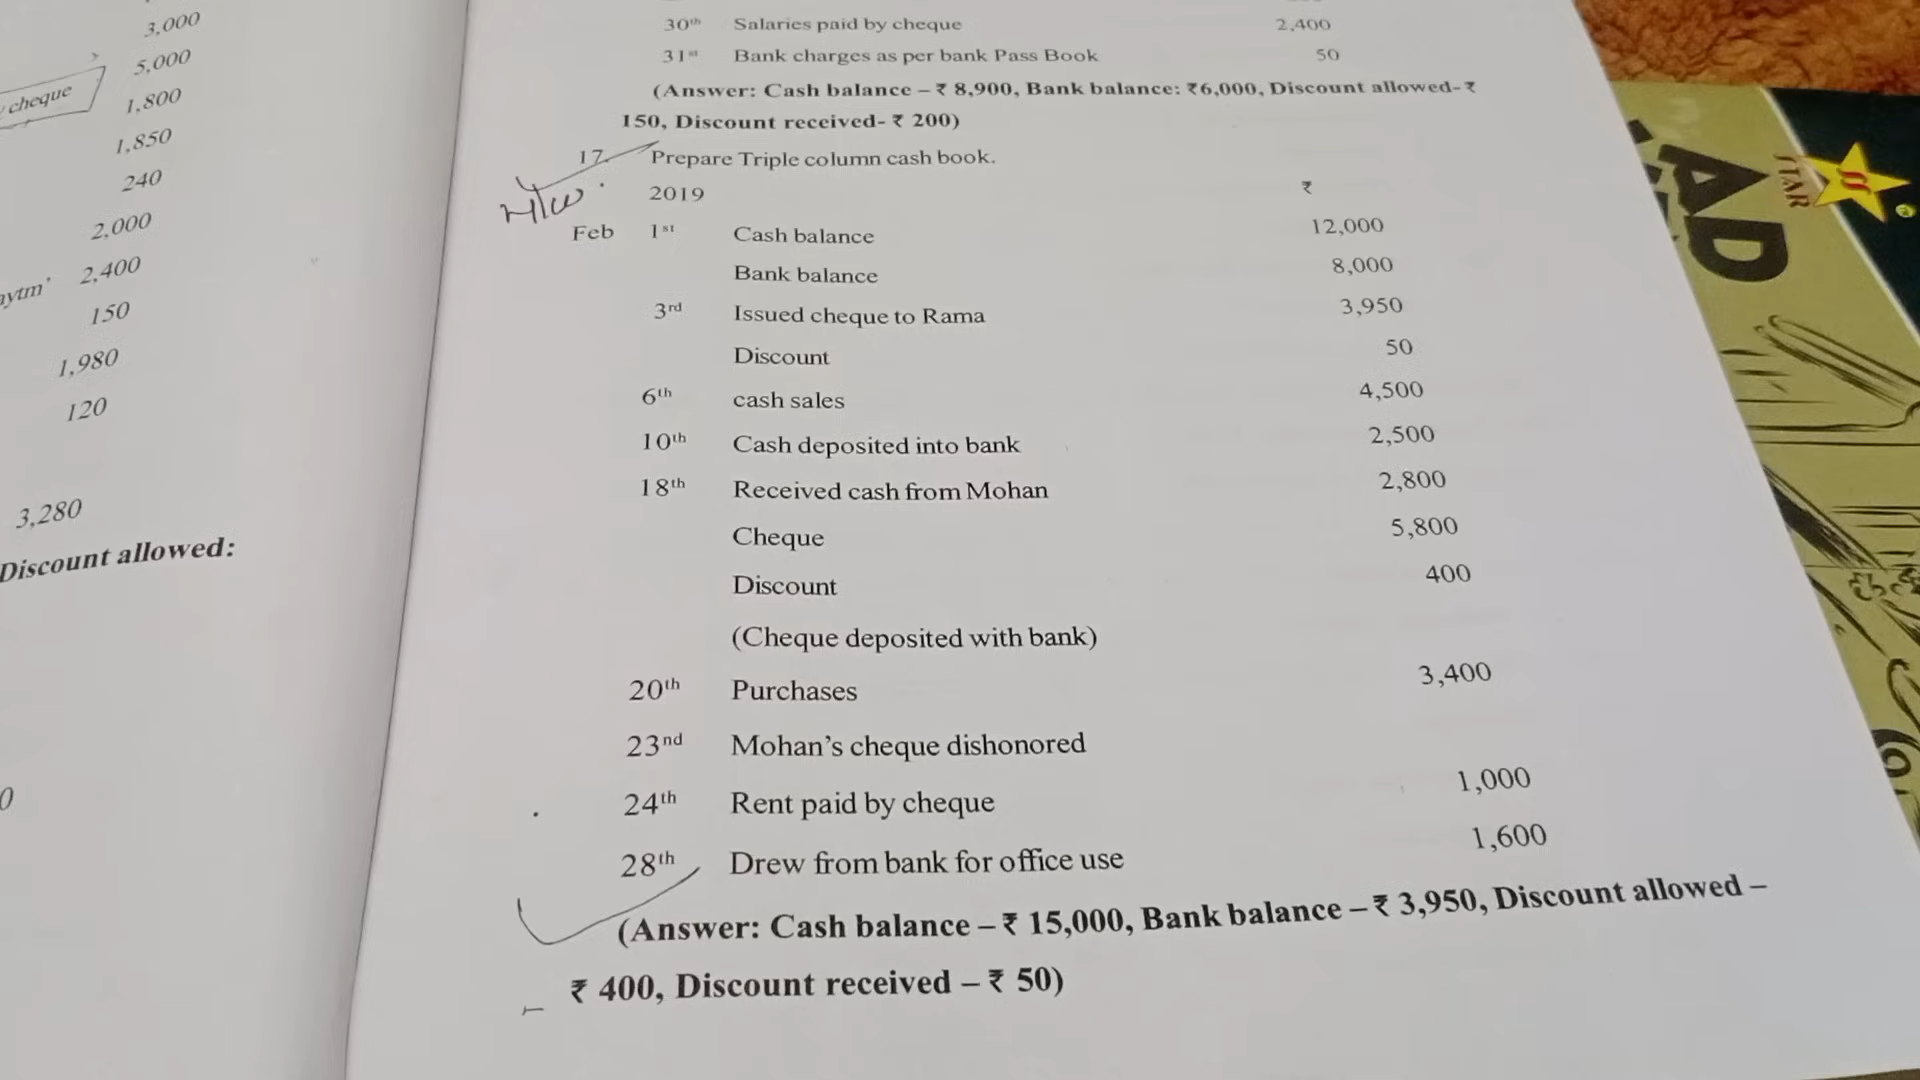 3,000
5,000
cheque
1,800
1,850
240
2,000
2,400
150
1,980
120
3,280
Discount allowed:
0
30th Salaries paid by cheque 2,400
31st Bank charges as per bank Pass Book 50
(Answer: Cash balance – ₹ 8,900, Bank balance: ₹6,000, Discount allowed- ₹
150, Discount received- ₹ 200)
17. Prepare Triple column cash book.
H/W
2019 ₹
Feb 1st Cash balance 12,000
Bank balance 8,000
3rd Issued cheque to Rama 3,950
Discount 50
6th cash sales 4,500
10th Cash deposited into bank 2,500
18th Received cash from Mohan 2,800
Cheque 5,800
Discount 400
(Cheque deposited with bank)
20th Purchases 3,400
23nd Mohan's cheque dishonored
24th Rent paid by cheque 1,000
28th Drew from bank for office use 1,600
(Answer: Cash balance – ₹ 15,000, Bank balance – ₹ 3,950, Discount allowed –
₹ 400, Discount received – ₹ 50)
AD